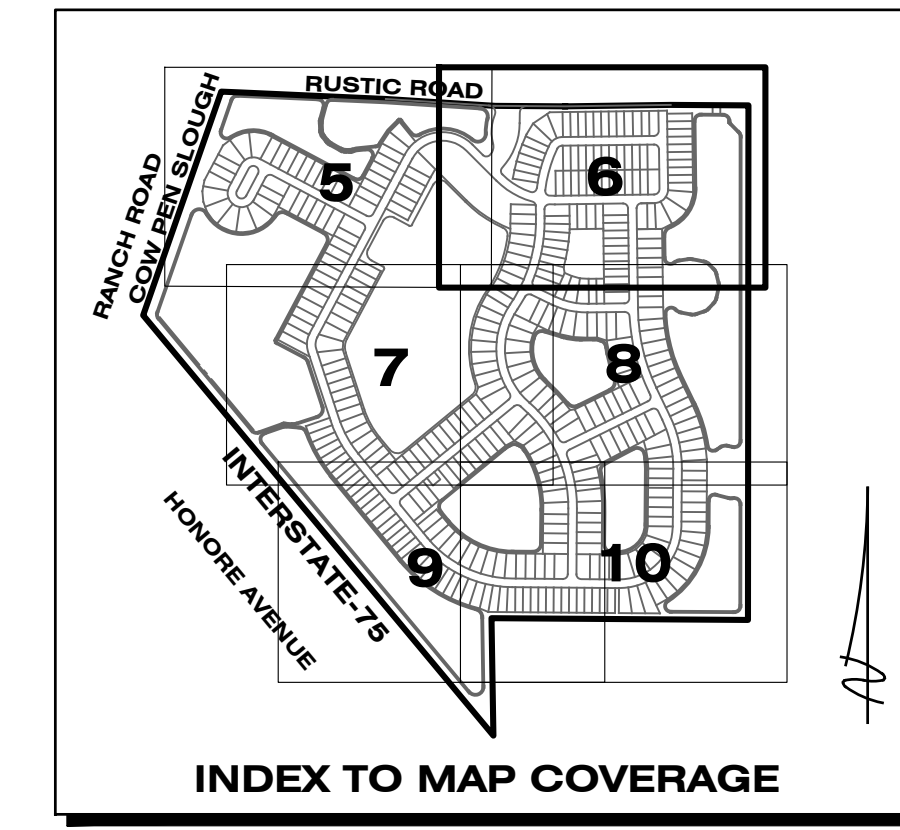 RUSTIC ROAD
RANCH ROAD
COW PEN SLOUGH
5
6
7
8
INTERSTATE-75
HONORE AVENUE
9
10
INDEX TO MAP COVERAGE